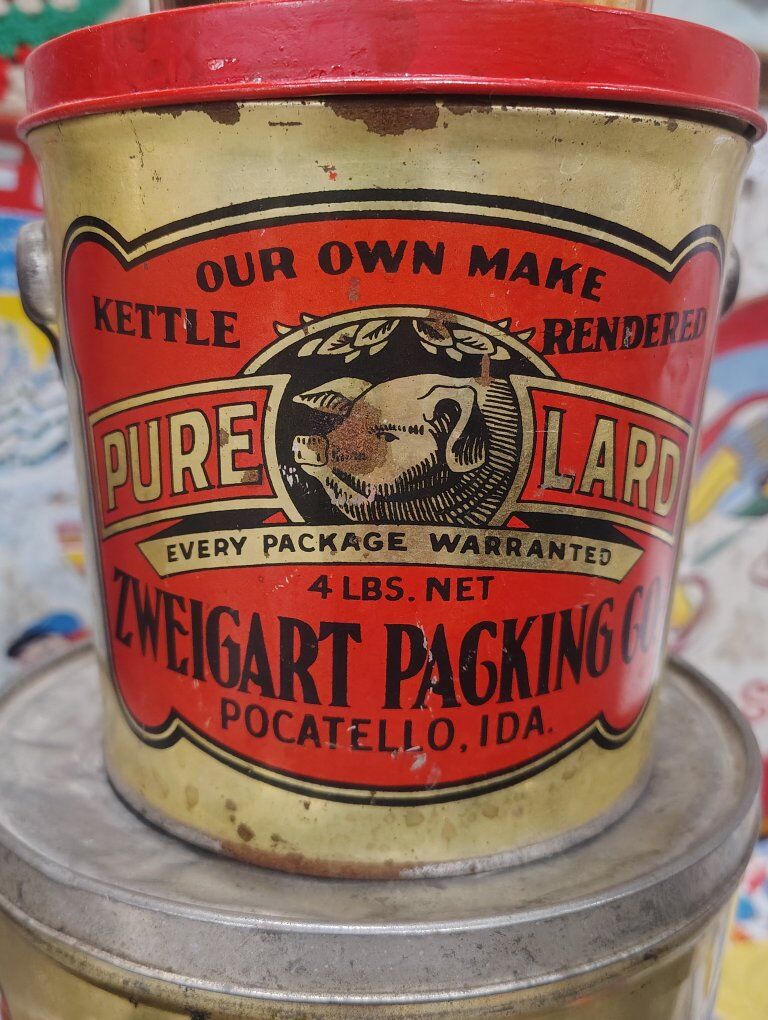 OUR OWN MAKE
KETTLE RENDERED
PURE LARD
EVERY PACKAGE WARRANTED
4 LBS. NET
ZWEIGART PACKING CO.
POCATELLO, IDA.